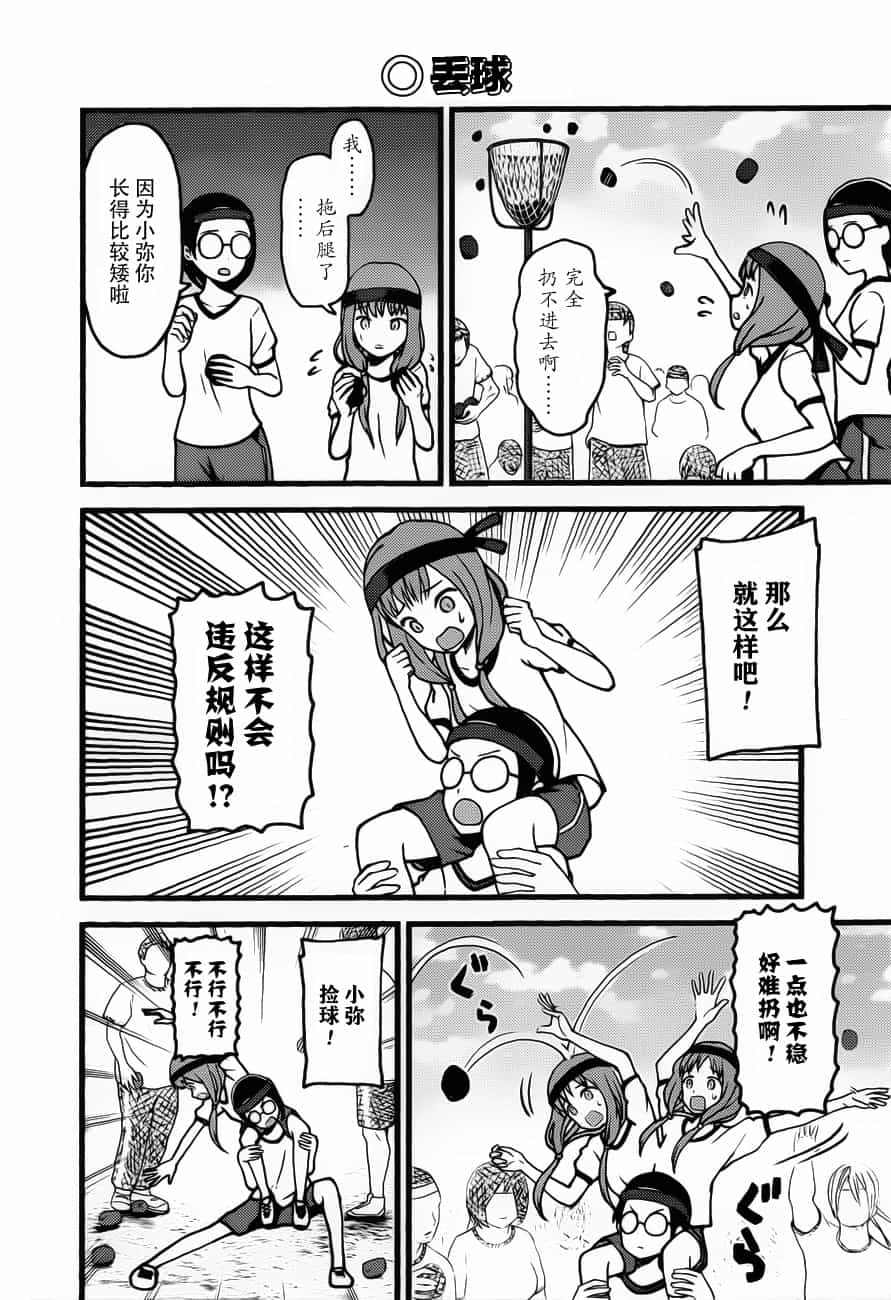 ◎丢球
完全
扔不进去啊……
我……
拖后腿了
……
因为小弥你
长得比较矮啦
那么
就这样吧！
这样不会
违反规则吗!?
一点也不稳
好难扔啊！
ぐら
ぐら
小弥
捡球！
不行不行
不行！